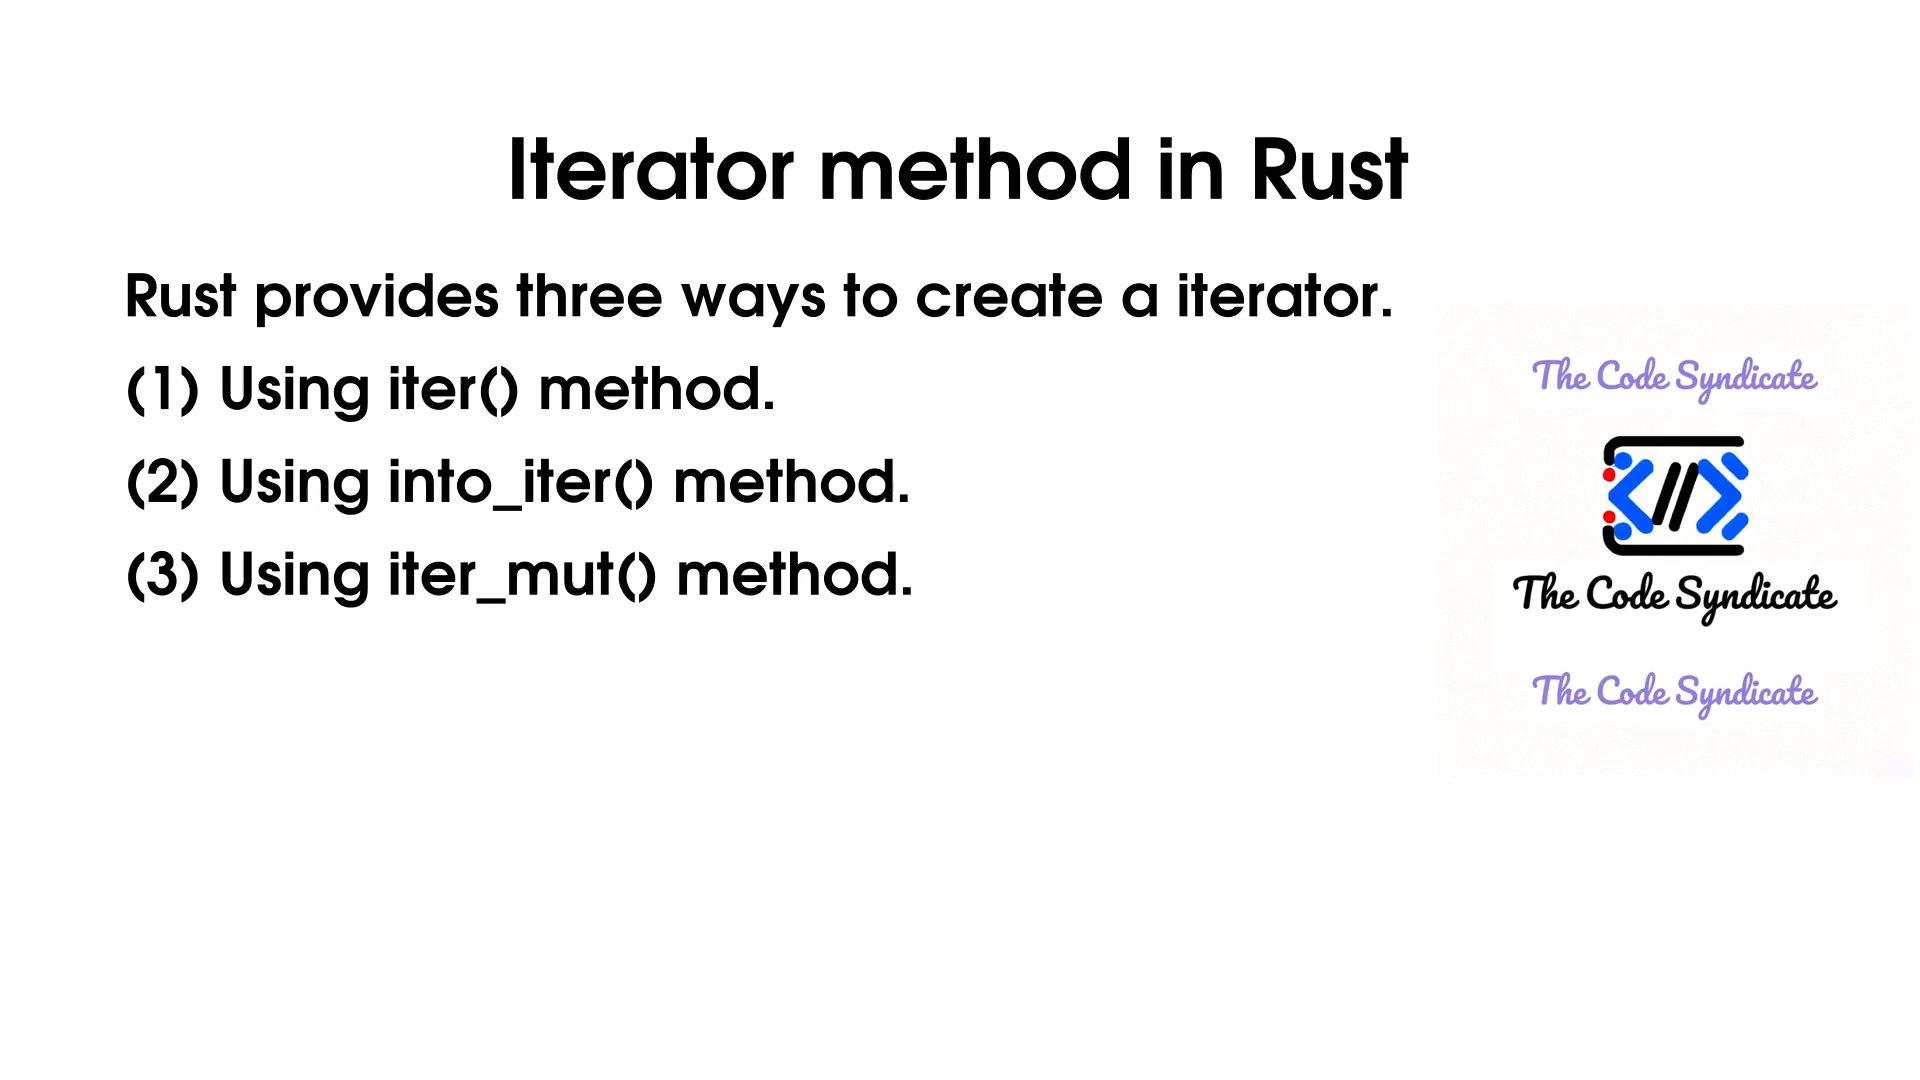 Iterator method in Rust
Rust provides three ways to create a iterator.
(1) Using iter() method.
(2) Using into_iter() method.
(3) Using iter_mut() method.
The Code Syndicate
The Code Syndicate
The Code Syndicate